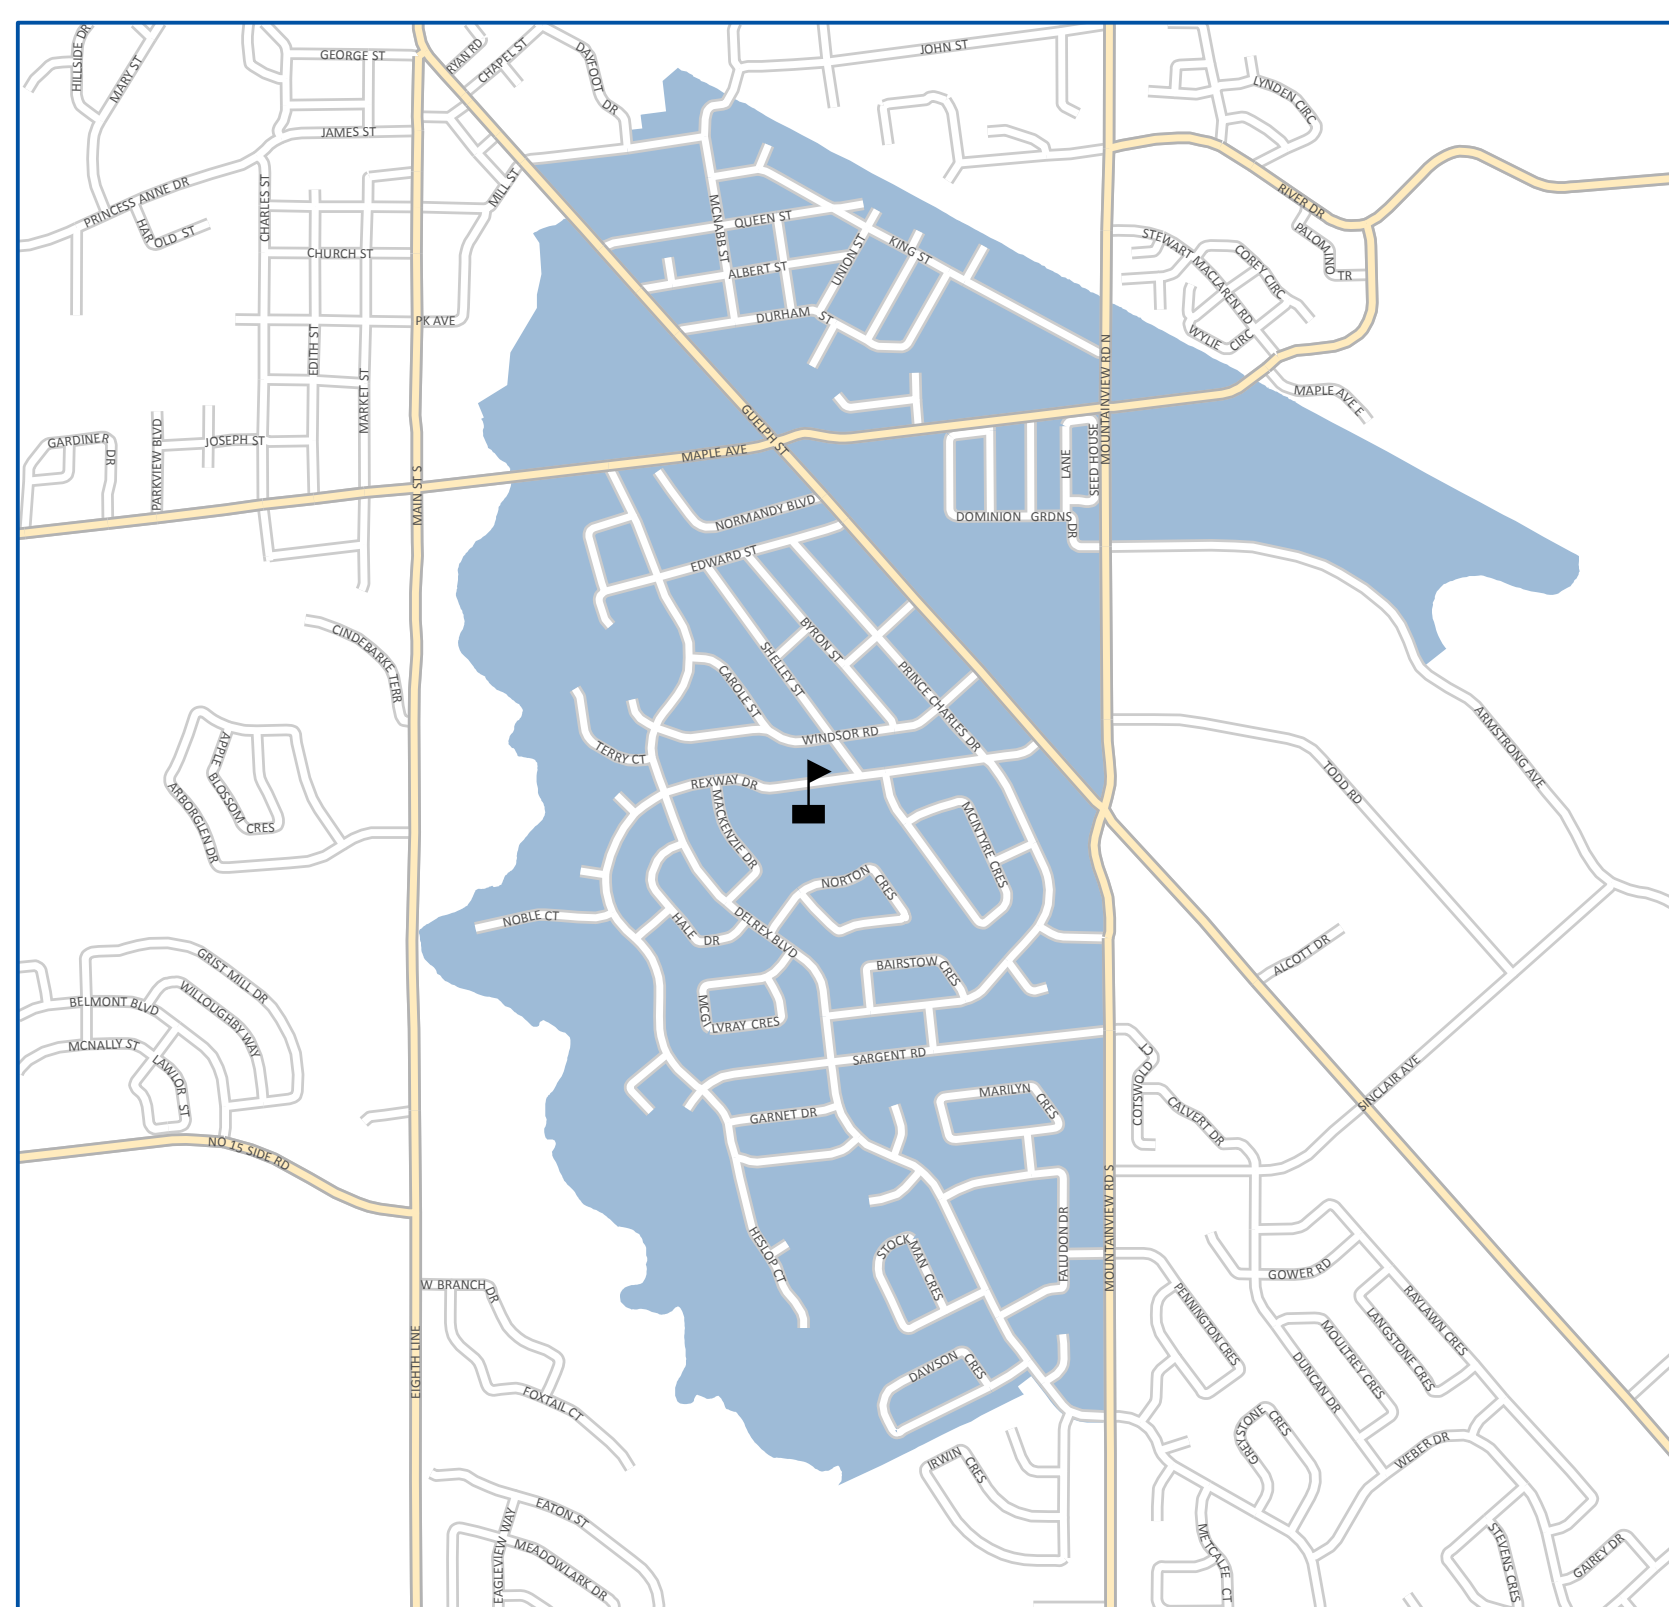 HILLSIDE DR
MARY ST
GEORGE ST
RYAN RD
CHAPEL ST
DAYFOOT DR
JOHN ST
LYNDEN CIRC
JAMES ST
PRINCESS ANNE DR
HAROLD ST
CHARLES ST
MILL ST
MCNABB ST
QUEEN ST
KING ST
RIVER DR
PALOMINO TR
CHURCH ST
ALBERT ST
UNION ST
STEWART MACLAREN RD
COREY CIRC
WYLIE CIRC
PK AVE
DURHAM ST
EDITH ST
MARKET ST
MOUNTAINVIEW RD N
MAPLE AVE E
GARDINER DR
PARKVIEW BLVD
JOSEPH ST
MAIN ST S
MAPLE AVE
GUELPH ST
LANE
SEED HOUSE
DOMINION GRDNS DR
NORMANDY BLVD
EDWARD ST
CINDEBARKE TERR
CAROLE ST
SHELLEY ST
BYRON ST
PRINCE CHARLES DR
WINDSOR RD
TERRY CT
APPLE BLOSSOM CRES
ARBORGLEN DR
REXWAY DR
MACKENZIE DR
MCINTYRE CRES
ARMSTRONG AVE
TODD RD
NORTON CRES
NOBLE CT
HALE DR
DELREX BLVD
BAIRSTOW CRES
ALCOTT DR
GRIST MILL DR
BELMONT BLVD
WILLOUGHBY WAY
MCNALLY ST
LAWLOR ST
MCGILVRAY CRES
SARGENT RD
COTSWOLD CT
MARILYN CRES
CALVERT DR
SINCLAIR AVE
GARNET DR
NO 15 SIDE RD
HESLOP CT
STOCKMAN CRES
FALUDON DR
MOUNTAINVIEW RD S
GOWER RD
W BRANCH DR
PENNINGTON CRES
RAYLAWN CRES
LANGSTONE CRES
MOULTREY CRES
DUNCAN DR
EIGHTH LINE
DAWSON CRES
FOXTAIL CT
GREYSTONE CRES
WEBER DR
IRWIN CRES
EATON ST
EAGLEVIEW WAY
MEADOWLARK DR
METCALFE CT
STEVENS CRES
GAIREY DR